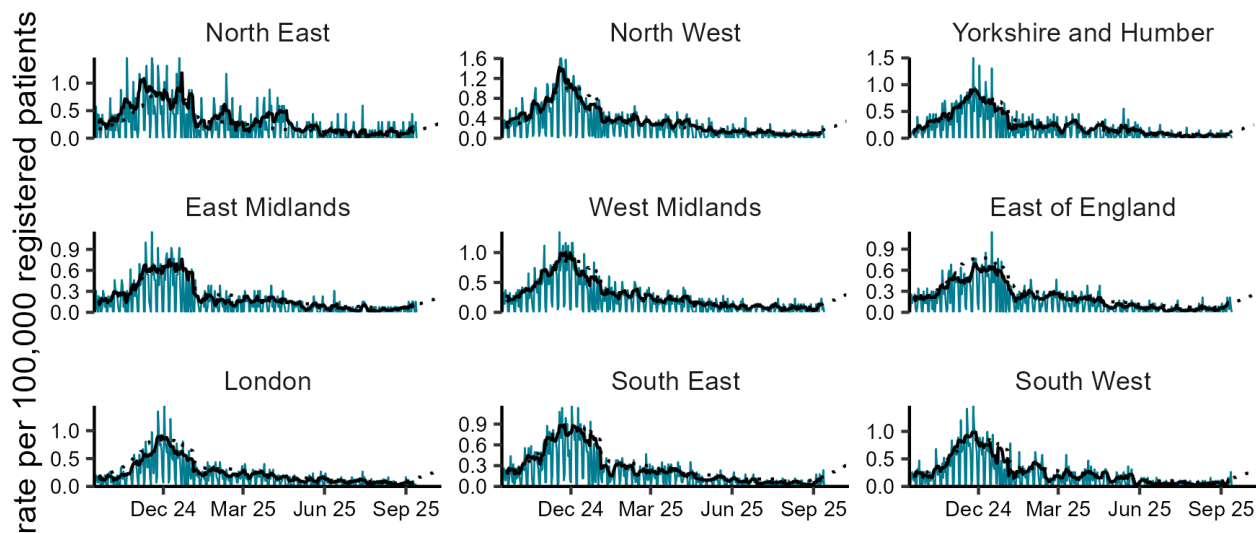 rate per 100,000 registered patients
North East
North West
Yorkshire and Humber
1.0
0.5
0.0
1.6
1.2
0.8
0.4
0.0
1.5
1.0
0.5
0.0
East Midlands
West Midlands
East of England
0.9
0.6
0.3
0.0
1.0
0.5
0.0
0.9
0.6
0.3
0.0
London
South East
South West
1.0
0.5
0.0
0.9
0.6
0.3
0.0
1.0
0.5
0.0
Dec 24 Mar 25 Jun 25 Sep 25
Dec 24 Mar 25 Jun 25 Sep 25
Dec 24 Mar 25 Jun 25 Sep 25